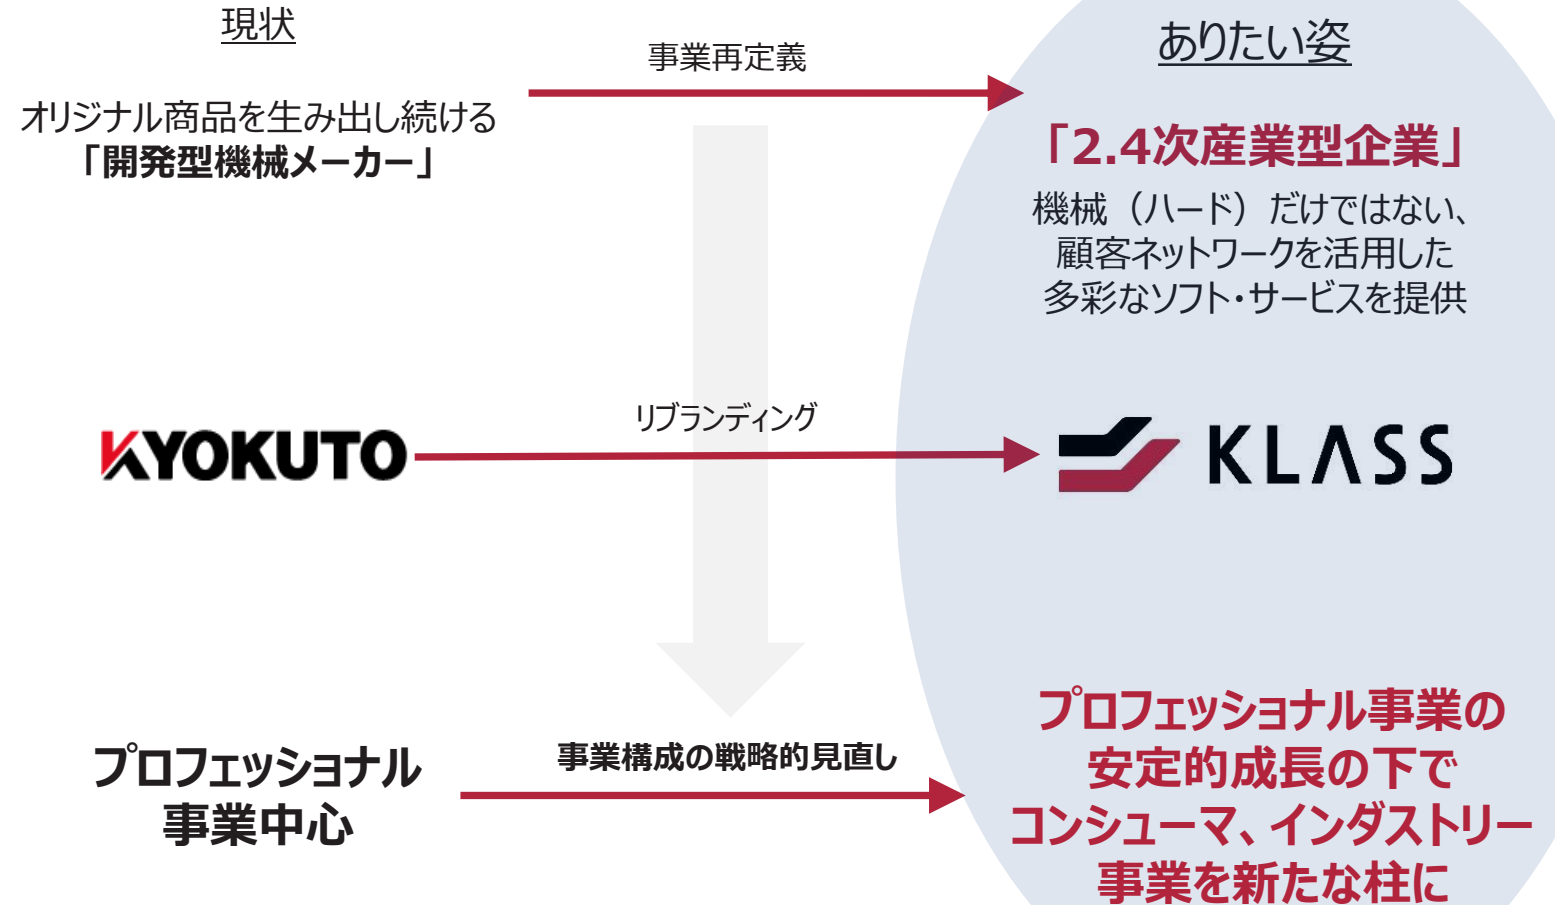 現状
事業再定義
ありたい姿
オリジナル商品を生み出し続ける
「開発型機械メーカー」
「2.4次産業型企業」
機械（ハード）だけではない、
顧客ネットワークを活用した
多彩なソフト・サービスを提供
KYOKUTO
リブランディング
KLASS
プロフェッショナル
事業中心
事業構成の戦略的見直し
プロフェッショナル事業の
安定的成長の下で
コンシューマ、インダストリー
事業を新たな柱に